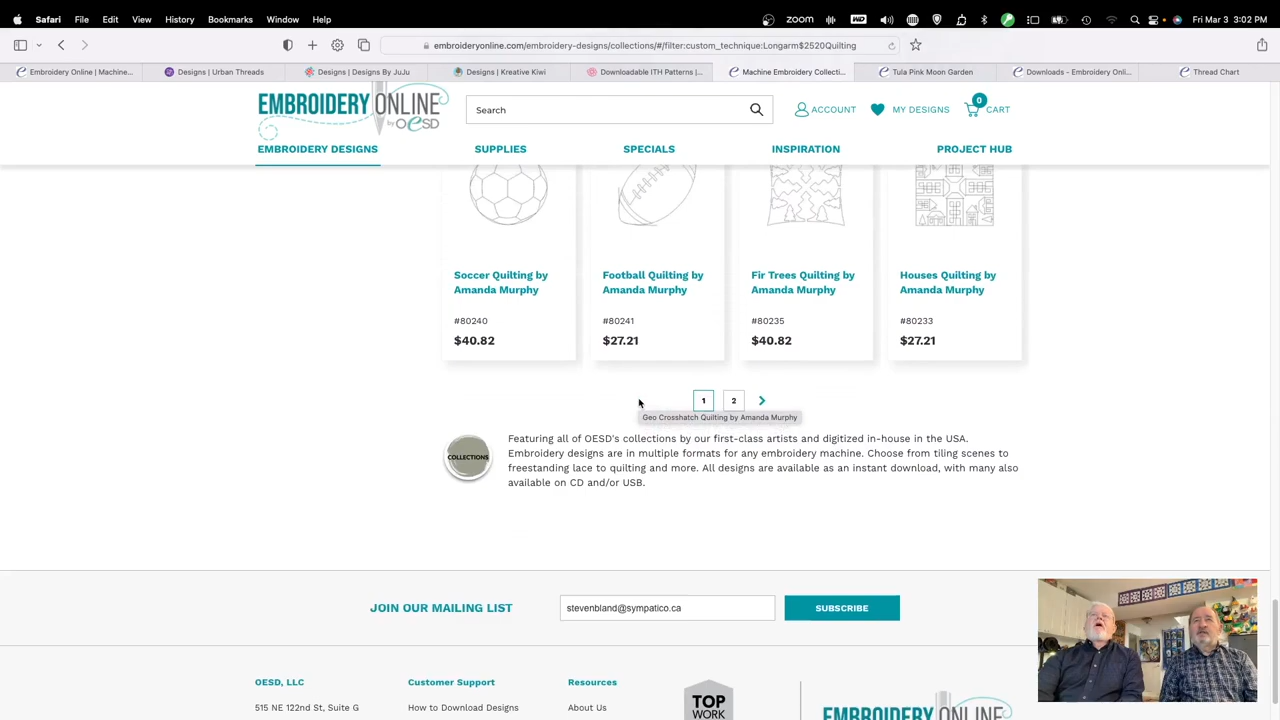 Safari File Edit View History Bookmarks Window Help
zoom
WD
Fri Mar 3 3:02 PM
embroideryonline.com/embroidery-designs/collections/#/filter:custom_technique:Longarm$2520Quilting
Embroidery Online | Machine...
Designs | Urban Threads
Designs | Designs By JuJu
Designs | Kreative Kiwi
Downloadable ITH Patterns |...
Machine Embroidery Collecti...
Tula Pink Moon Garden
Downloads - Embroidery Onli...
Thread Chart
EMBROIDERY ONLINE
by OESD
Search
ACCOUNT
MY DESIGNS
0
CART
EMBROIDERY DESIGNS
SUPPLIES
SPECIALS
INSPIRATION
PROJECT HUB
Soccer Quilting by
Amanda Murphy
#80240
$40.82
Football Quilting by
Amanda Murphy
#80241
$27.21
Fir Trees Quilting by
Amanda Murphy
#80235
$40.82
Houses Quilting by
Amanda Murphy
#80233
$27.21
1 2
Geo Crosshatch Quilting by Amanda Murphy
COLLECTIONS
Featuring all of OESD's collections by our first-class artists and digitized in-house in the USA.
Embroidery designs are in multiple formats for any embroidery machine. Choose from tiling scenes to
freestanding lace to quilting and more. All designs are available as an instant download, with many also
available on CD and/or USB.
JOIN OUR MAILING LIST
stevenbland@sympatico.ca
SUBSCRIBE
OESD, LLC
515 NE 122nd St, Suite G
Customer Support
How to Download Designs
Resources
About Us
TOP
WORK
EMBROIDERY ONLINE